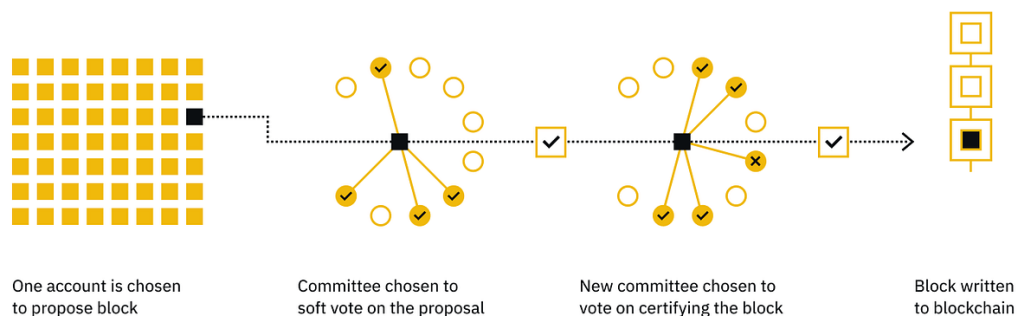 One account is chosen
to propose block
Committee chosen to
soft vote on the proposal
New committee chosen to
vote on certifying the block
Block written
to blockchain